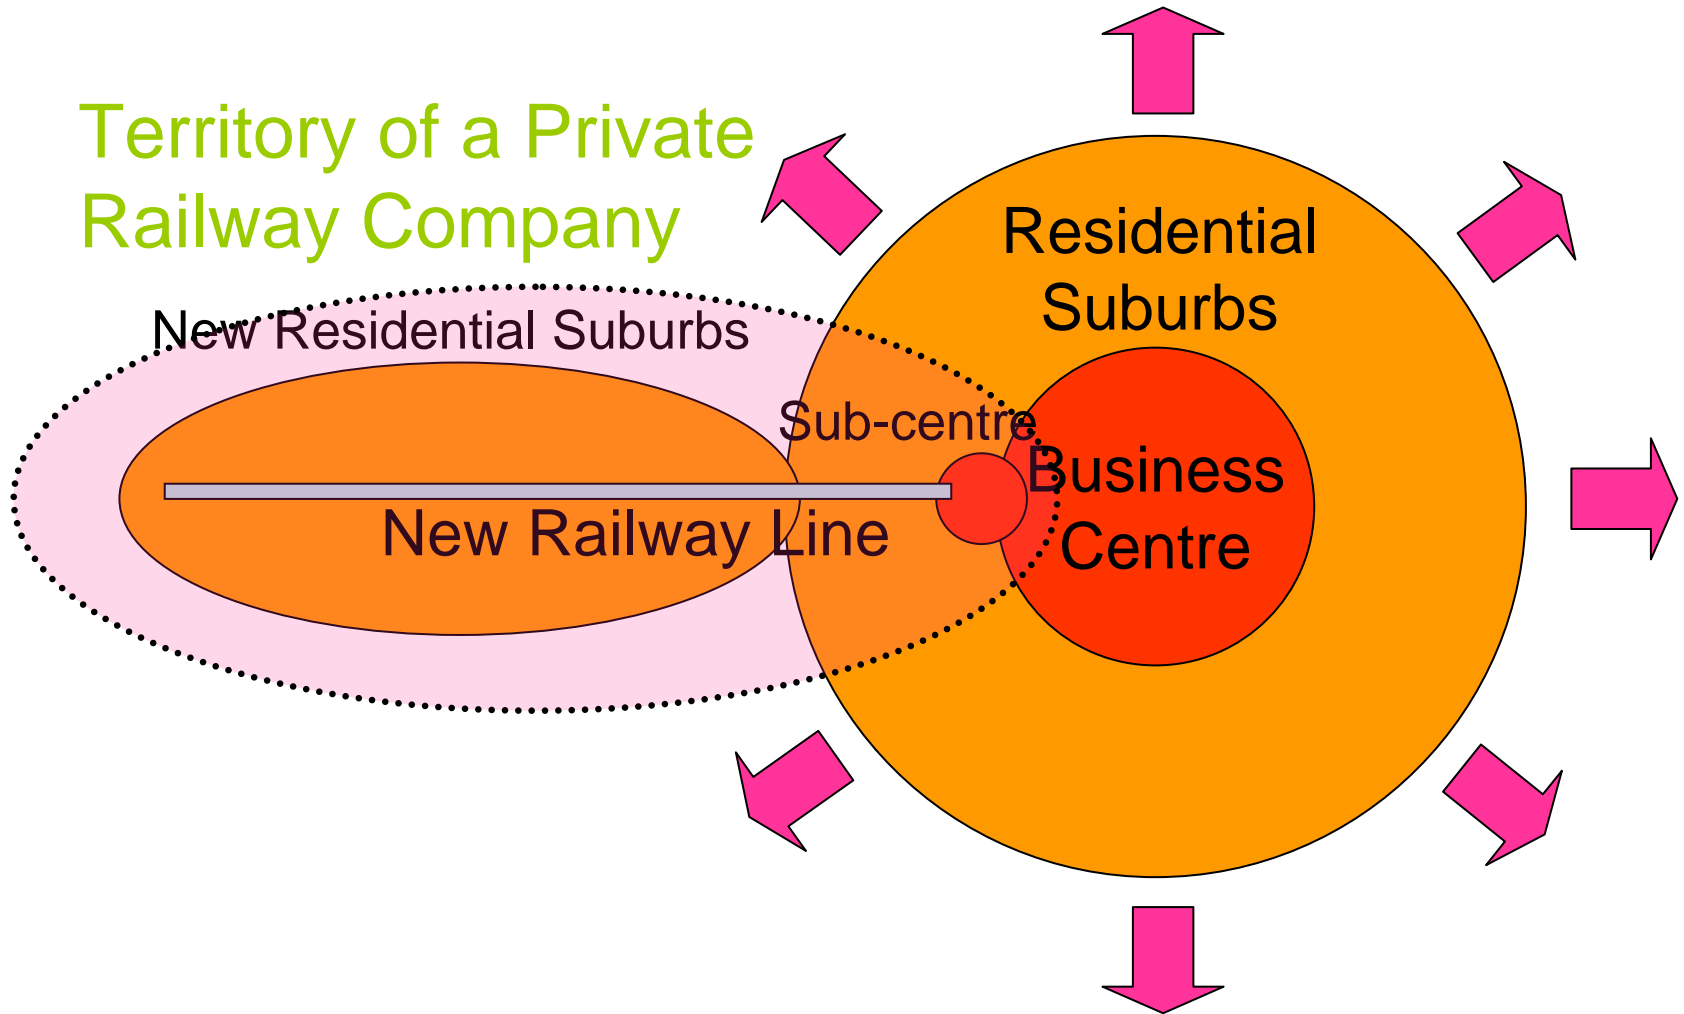 Territory of a Private
Railway Company
New Residential Suburbs
Residential
Suburbs
Sub-centre
Business
Centre
New Railway Line